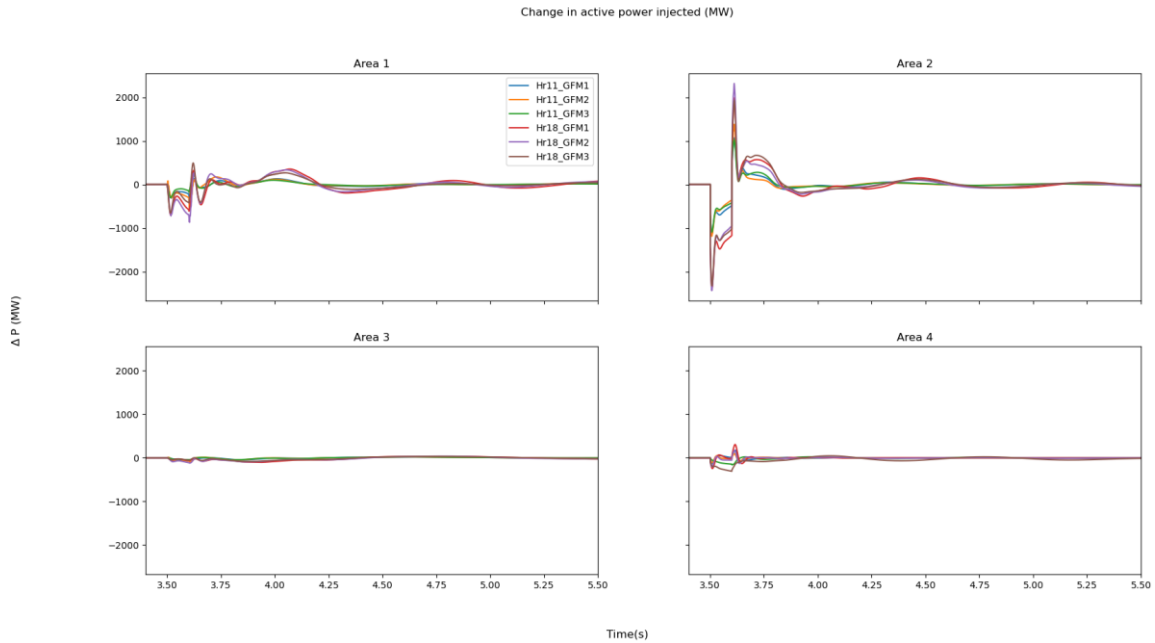 Change in active power injected (MW)
Area 1
Area 2
2000
1000
0
−1000
−2000
Hr11_GFM1
Hr11_GFM2
Hr11_GFM3
Hr18_GFM1
Hr18_GFM2
Hr18_GFM3
Δ P (MW)
Area 3
Area 4
2000
1000
0
−1000
−2000
3.50 3.75 4.00 4.25 4.50 4.75 5.00 5.25 5.50
3.50 3.75 4.00 4.25 4.50 4.75 5.00 5.25 5.50
Time(s)